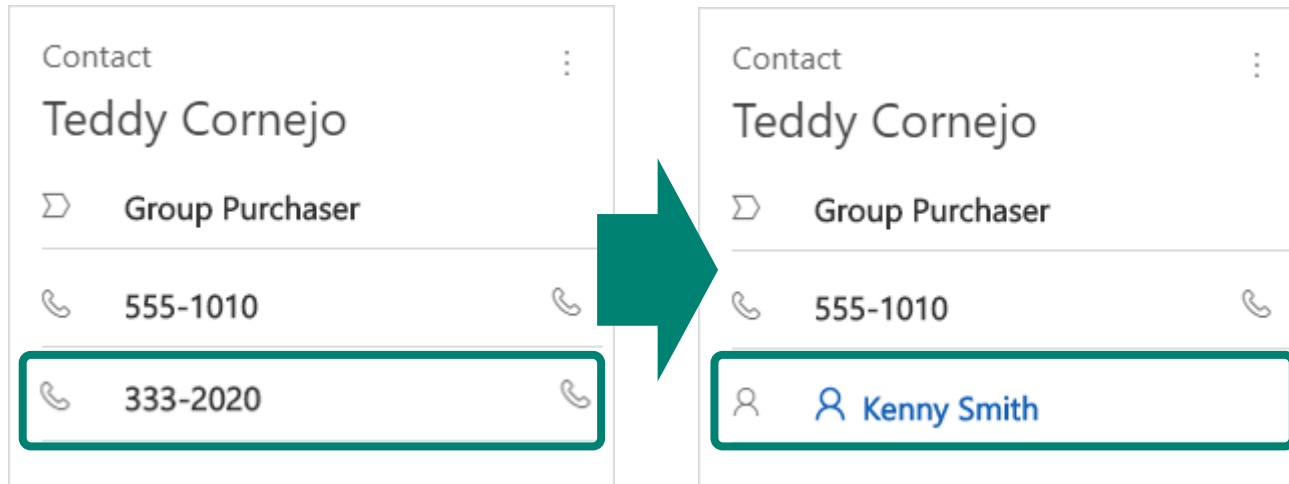 Contact
Teddy Cornejo
Group Purchaser
555-1010
333-2020
Contact
Teddy Cornejo
Group Purchaser
555-1010
Kenny Smith